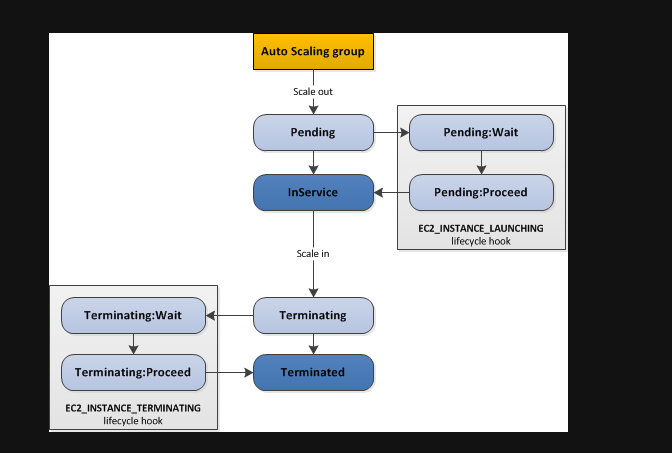 Auto Scaling group
Scale out
Pending
Pending:Wait
InService
Pending:Proceed
EC2_INSTANCE_LAUNCHING
lifecycle hook
Scale in
Terminating:Wait
Terminating
Terminating:Proceed
Terminated
EC2_INSTANCE_TERMINATING
lifecycle hook